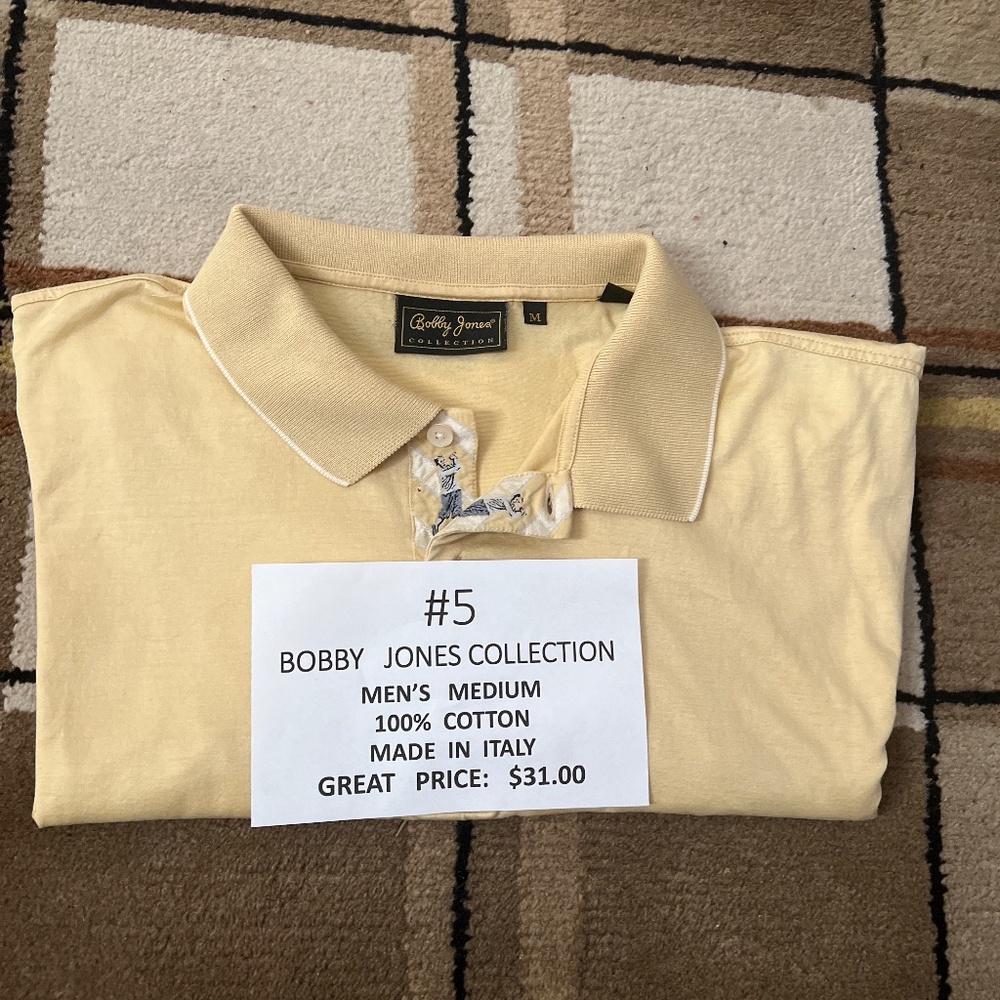 Bobby Jones®
COLLECTION
M
#5
BOBBY JONES COLLECTION
MEN'S MEDIUM
100% COTTON
MADE IN ITALY
GREAT PRICE: $31.00